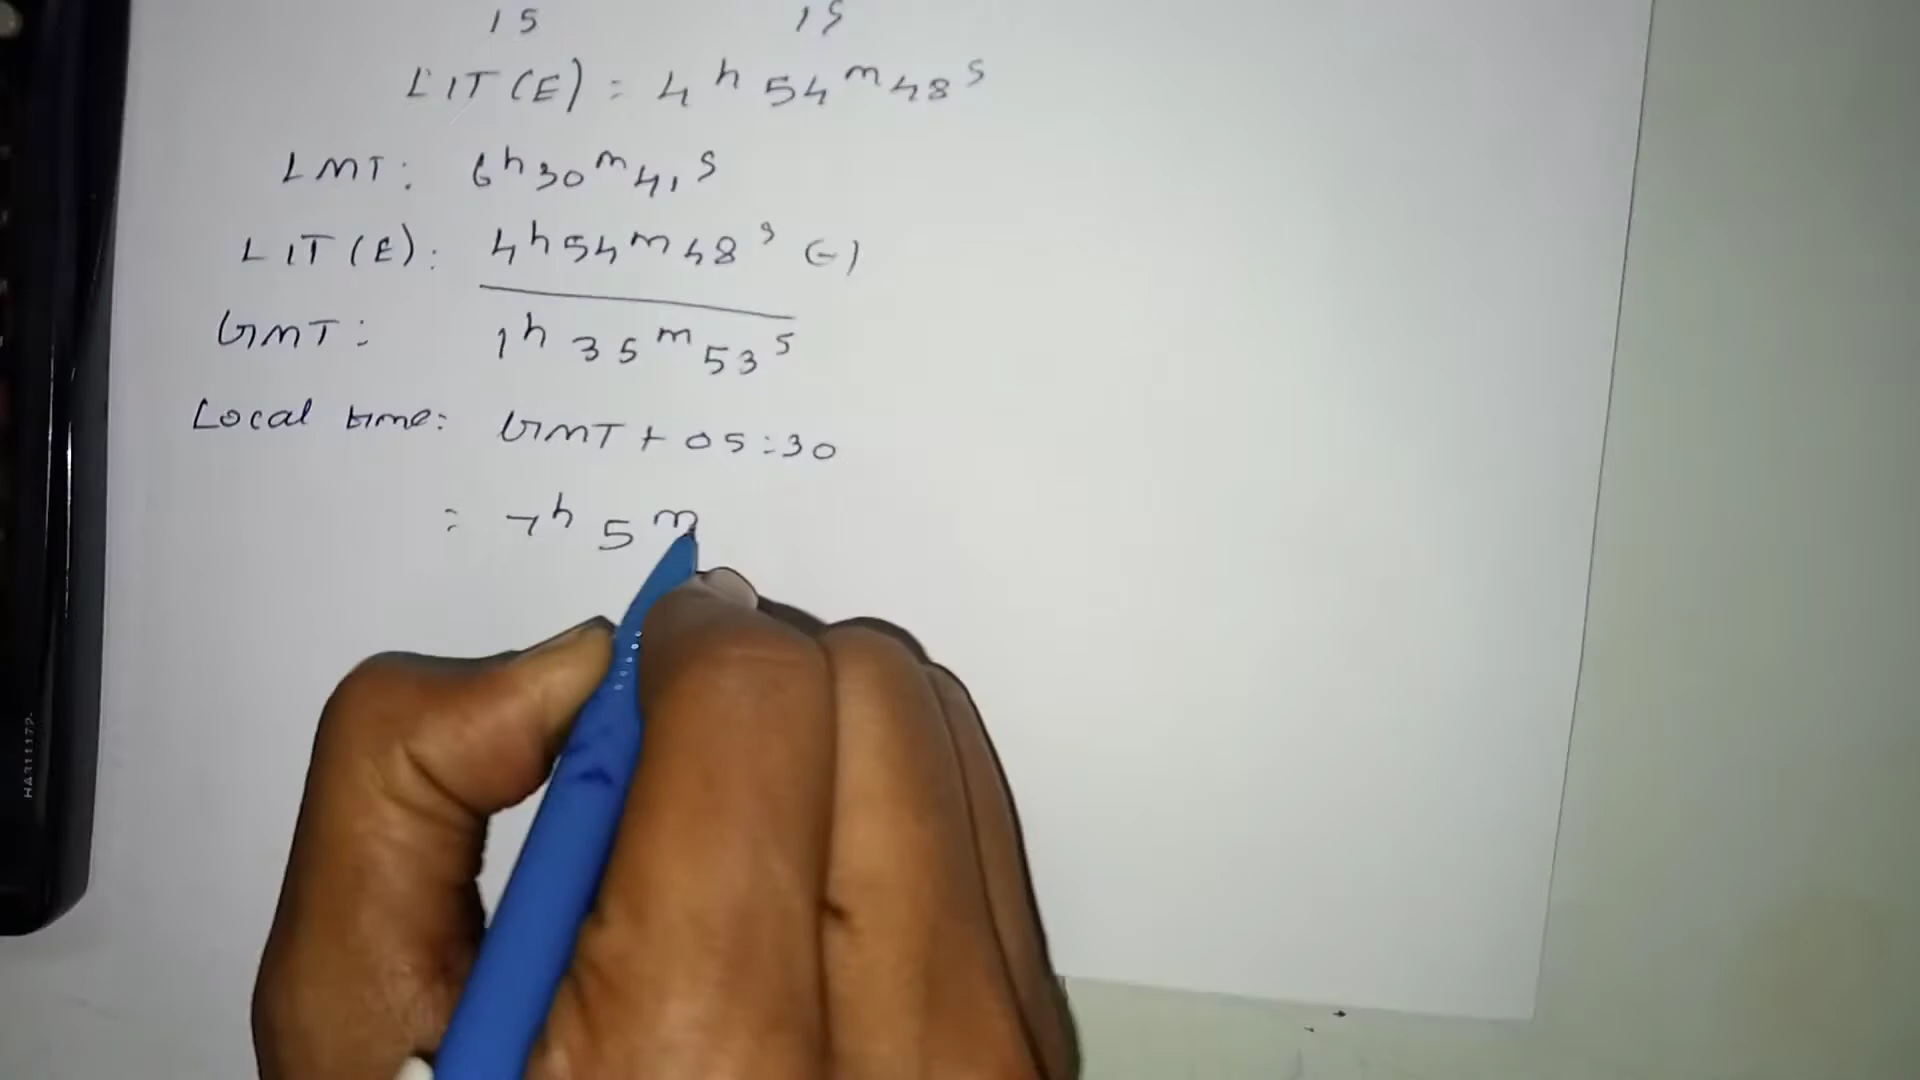 15 15
LIT(E) = 4h 54m 48s
LMT: 6h 30m 41s
LIT(E): 4h 54m 48s (-)
GMT: 1h 35m 53s
Local time: GMT + 05:30
= 7h 5m
HA311172